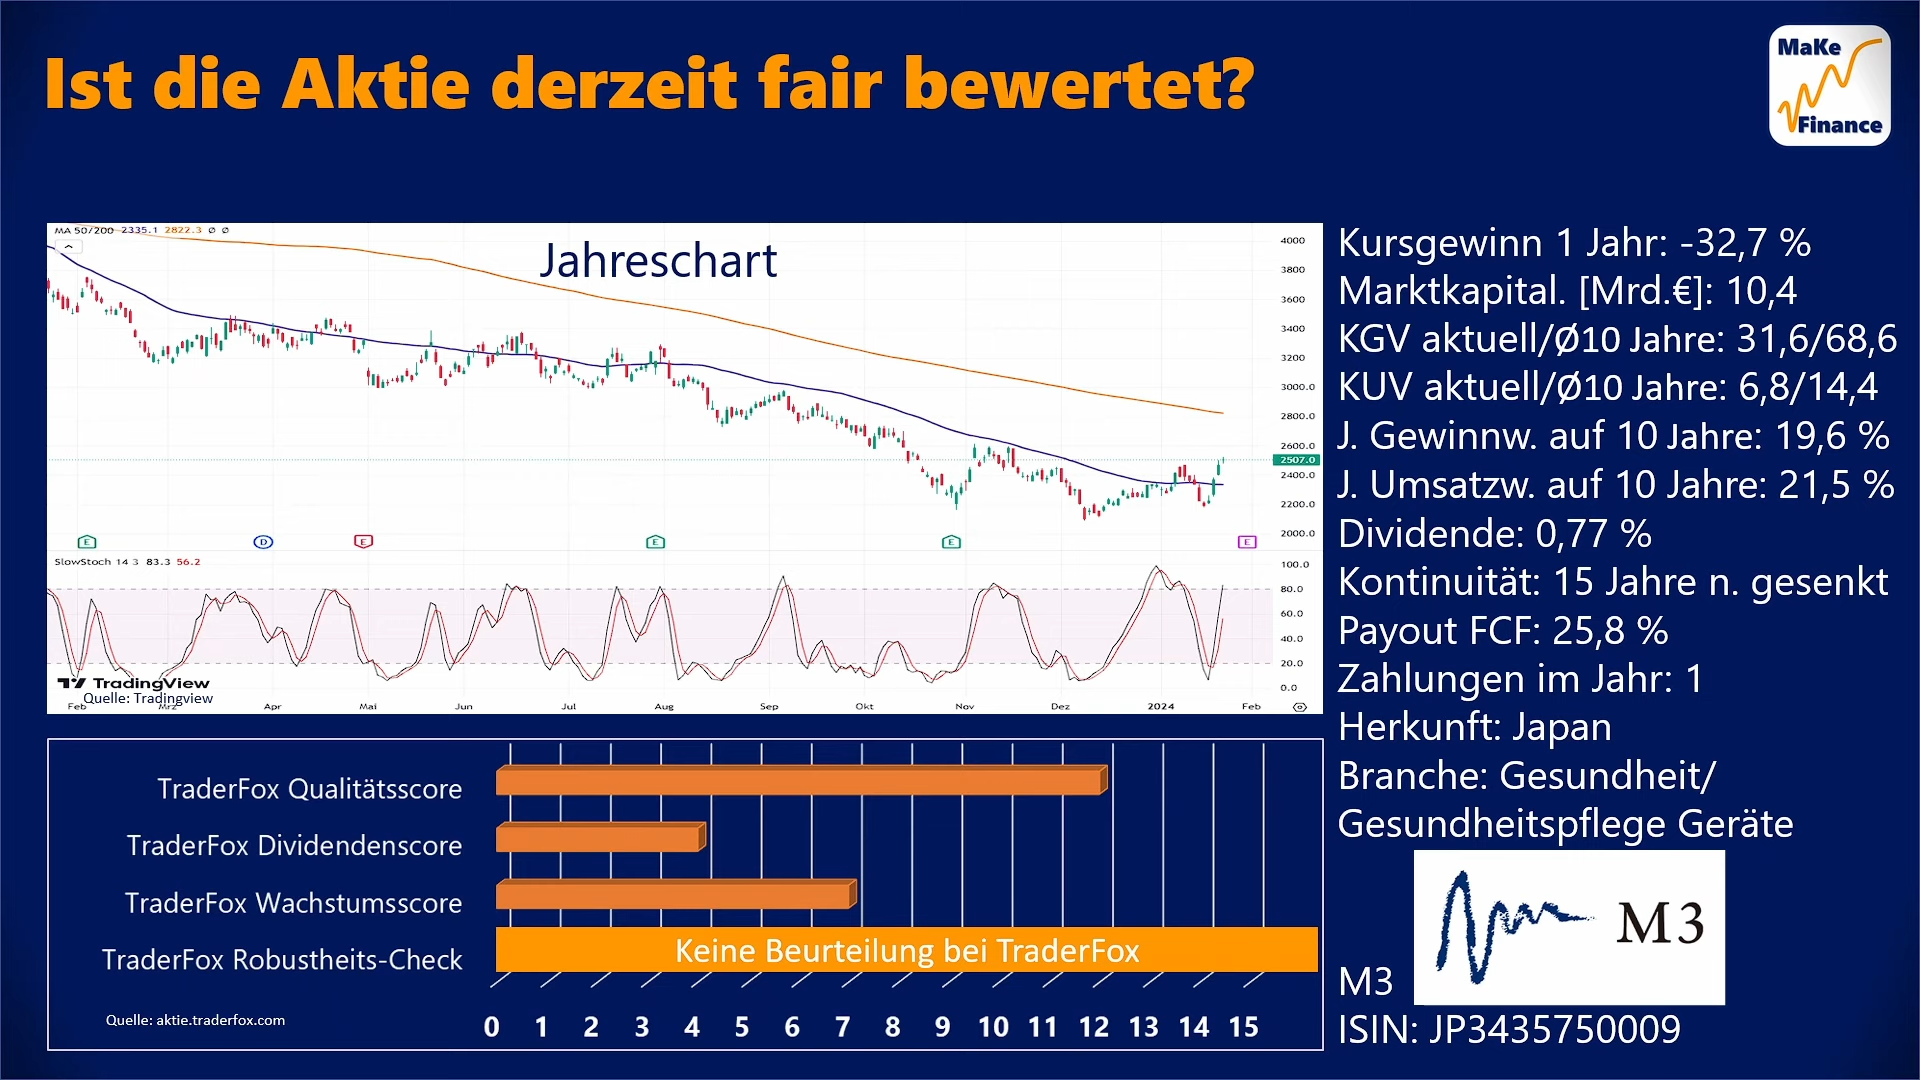 Ist die Aktie derzeit fair bewertet?
MaKe
Finance
MA 50/200 2335.1 2822.3 ∅ ∅
Jahreschart
4000
3800
3600
3400
3200
3000.0
2800.0
2600.0
2507.0
2400.0
2200.0
2000.0
E
D
E
E
E
E
SlowStoch 14 3 83.3 56.2
100.0
80.0
60.0
40.0
20.0
0.0
TradingView
Quelle: Tradingview
Feb Mrz Apr Mai Jun Jul Aug Sep Okt Nov Dez 2024 Feb
Kursgewinn 1 Jahr: -32,7 %
Marktkapital. [Mrd.€]: 10,4
KGV aktuell/Ø10 Jahre: 31,6/68,6
KUV aktuell/Ø10 Jahre: 6,8/14,4
J. Gewinnw. auf 10 Jahre: 19,6 %
J. Umsatzw. auf 10 Jahre: 21,5 %
Dividende: 0,77 %
Kontinuität: 15 Jahre n. gesenkt
Payout FCF: 25,8 %
Zahlungen im Jahr: 1
Herkunft: Japan
Branche: Gesundheit/
Gesundheitspflege Geräte
M3
M3
ISIN: JP3435750009
TraderFox Qualitätsscore
TraderFox Dividendenscore
TraderFox Wachstumsscore
TraderFox Robustheits-Check
Keine Beurteilung bei TraderFox
Quelle: aktie.traderfox.com
0 1 2 3 4 5 6 7 8 9 10 11 12 13 14 15